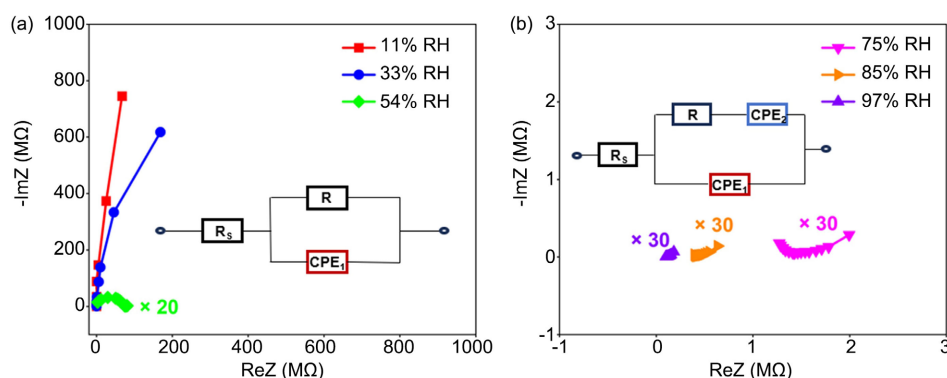 (a)
1000
800
600
400
200
0
-ImZ (MΩ)
11% RH
33% RH
54% RH
R
Rs
CPE1
× 20
0 200 400 600 800 1000
ReZ (MΩ)
(b)
3
2
1
0
-1
-ImZ (MΩ)
75% RH
85% RH
97% RH
R CPE2
Rs
CPE1
× 30
× 30
× 30
-1 0 1 2 3
ReZ (MΩ)